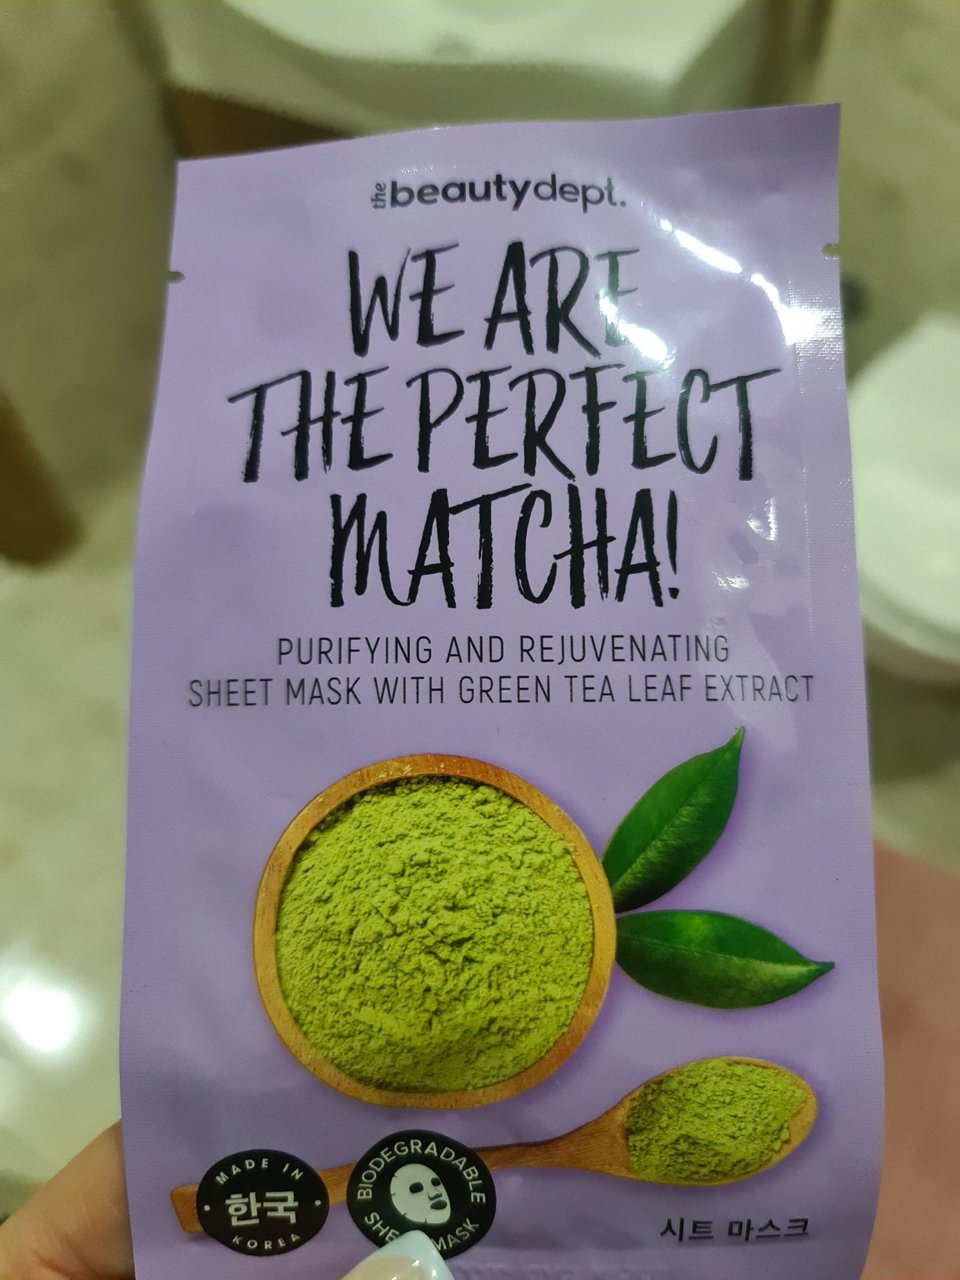 the beautydept.
WE ARE
THE PERFECT
MATCHA!
PURIFYING AND REJUVENATING
SHEET MASK WITH GREEN TEA LEAF EXTRACT
MADE IN
한국
KOREA
BIODEGRADABLE
SHEET MASK
시트 마스크